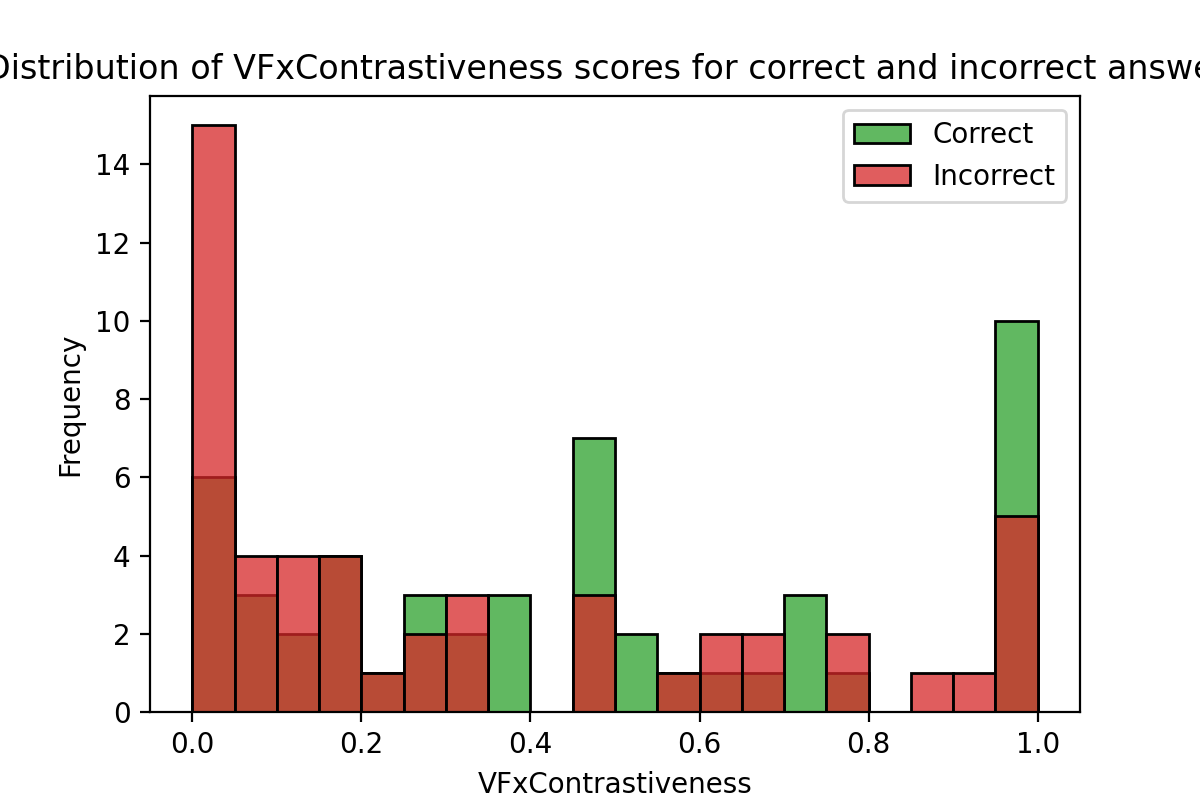 Distribution of VFxContrastiveness scores for correct and incorrect answe
Correct
Incorrect
14
12
10
8
6
4
2
0
Frequency
0.0 0.2 0.4 0.6 0.8 1.0
VFxContrastiveness